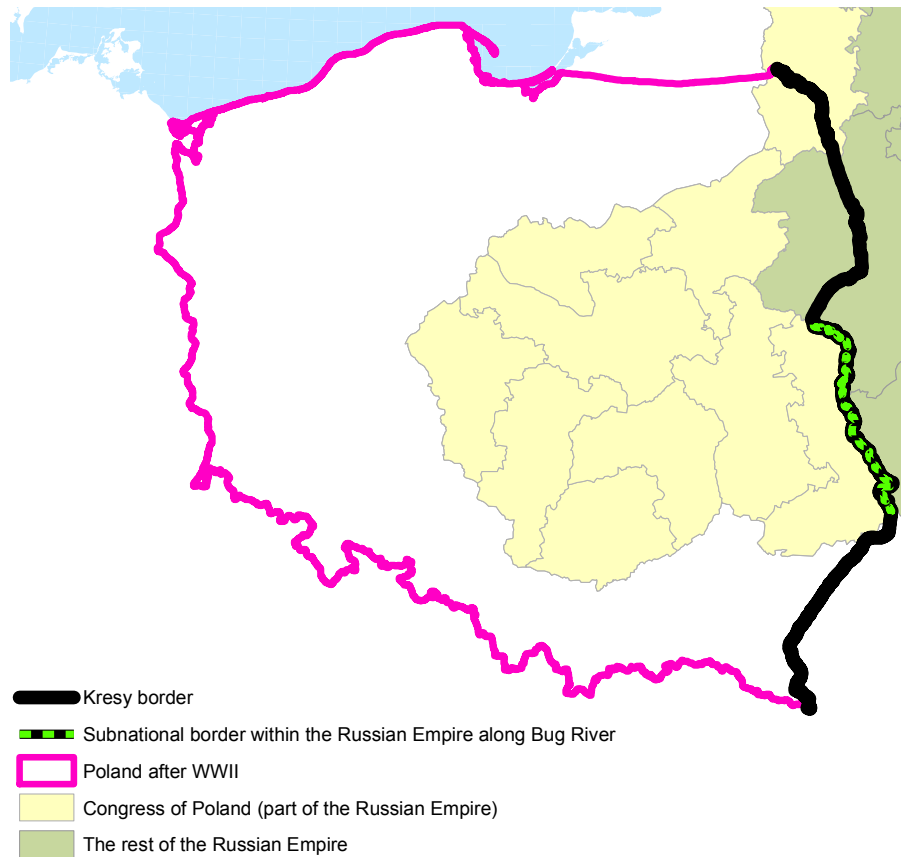 Kresy border
Subnational border within the Russian Empire along Bug River
Poland after WWII
Congress of Poland (part of the Russian Empire)
The rest of the Russian Empire